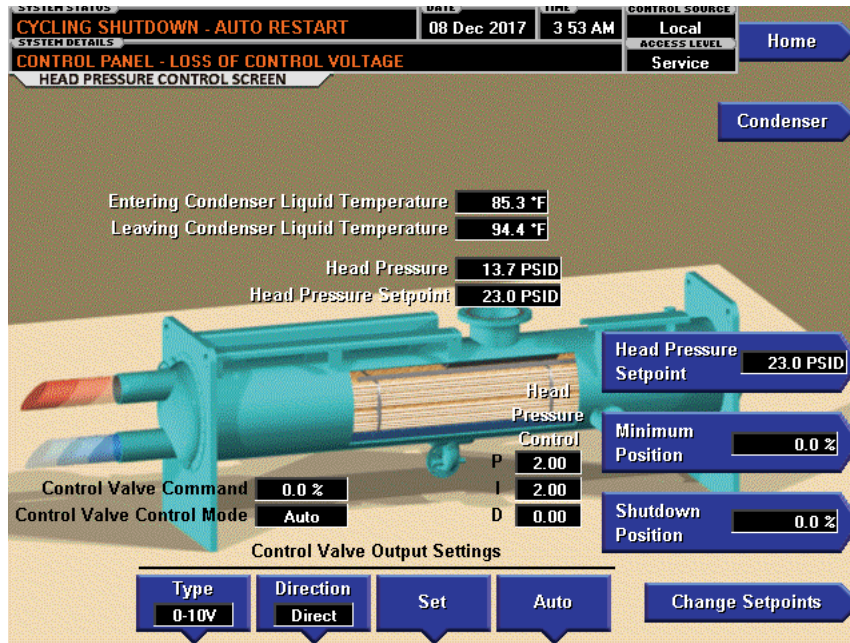 SYSTEM STATUS
CYCLING SHUTDOWN - AUTO RESTART
DATE
08 Dec 2017
TIME
3 53 AM
CONTROL SOURCE
Local
SYSTEM DETAILS
CONTROL PANEL - LOSS OF CONTROL VOLTAGE
ACCESS LEVEL
Service
Home
HEAD PRESSURE CONTROL SCREEN
Condenser
Entering Condenser Liquid Temperature 85.3 °F
Leaving Condenser Liquid Temperature 94.4 °F
Head Pressure 13.7 PSID
Head Pressure Setpoint 23.0 PSID
Head Pressure
Setpoint
23.0 PSID
Head
Pressure
Control
P 2.00
I 2.00
D 0.00
Minimum
Position
0.0 %
Control Valve Command 0.0 %
Control Valve Control Mode Auto
Shutdown
Position
0.0 %
Control Valve Output Settings
Type
0-10V
Direction
Direct
Set
Auto
Change Setpoints